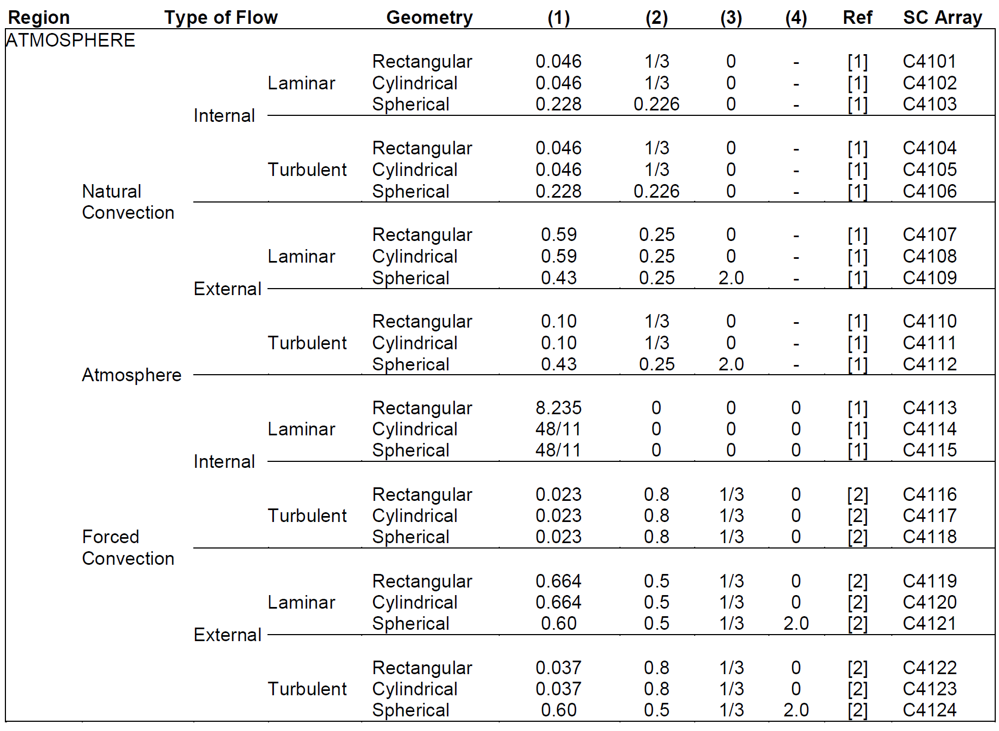 Region Type of Flow Geometry (1) (2) (3) (4) Ref SC Array
ATMOSPHERE
Rectangular 0.046 1/3 0 - [1] C4101
Laminar Cylindrical 0.046 1/3 0 - [1] C4102
Spherical 0.228 0.226 0 - [1] C4103
Internal
Rectangular 0.046 1/3 0 - [1] C4104
Turbulent Cylindrical 0.046 1/3 0 - [1] C4105
Natural Spherical 0.228 0.226 0 - [1] C4106
Convection
Rectangular 0.59 0.25 0 - [1] C4107
Laminar Cylindrical 0.59 0.25 0 - [1] C4108
Spherical 0.43 0.25 2.0 - [1] C4109
External
Rectangular 0.10 1/3 0 - [1] C4110
Turbulent Cylindrical 0.10 1/3 0 - [1] C4111
Spherical 0.43 0.25 2.0 - [1] C4112
Atmosphere
Rectangular 8.235 0 0 0 [1] C4113
Laminar Cylindrical 48/11 0 0 0 [1] C4114
Spherical 48/11 0 0 0 [1] C4115
Internal
Rectangular 0.023 0.8 1/3 0 [2] C4116
Turbulent Cylindrical 0.023 0.8 1/3 0 [2] C4117
Forced Spherical 0.023 0.8 1/3 0 [2] C4118
Convection
Rectangular 0.664 0.5 1/3 0 [2] C4119
Laminar Cylindrical 0.664 0.5 1/3 0 [2] C4120
Spherical 0.60 0.5 1/3 2.0 [2] C4121
External
Rectangular 0.037 0.8 1/3 0 [2] C4122
Turbulent Cylindrical 0.037 0.8 1/3 0 [2] C4123
Spherical 0.60 0.5 1/3 2.0 [2] C4124